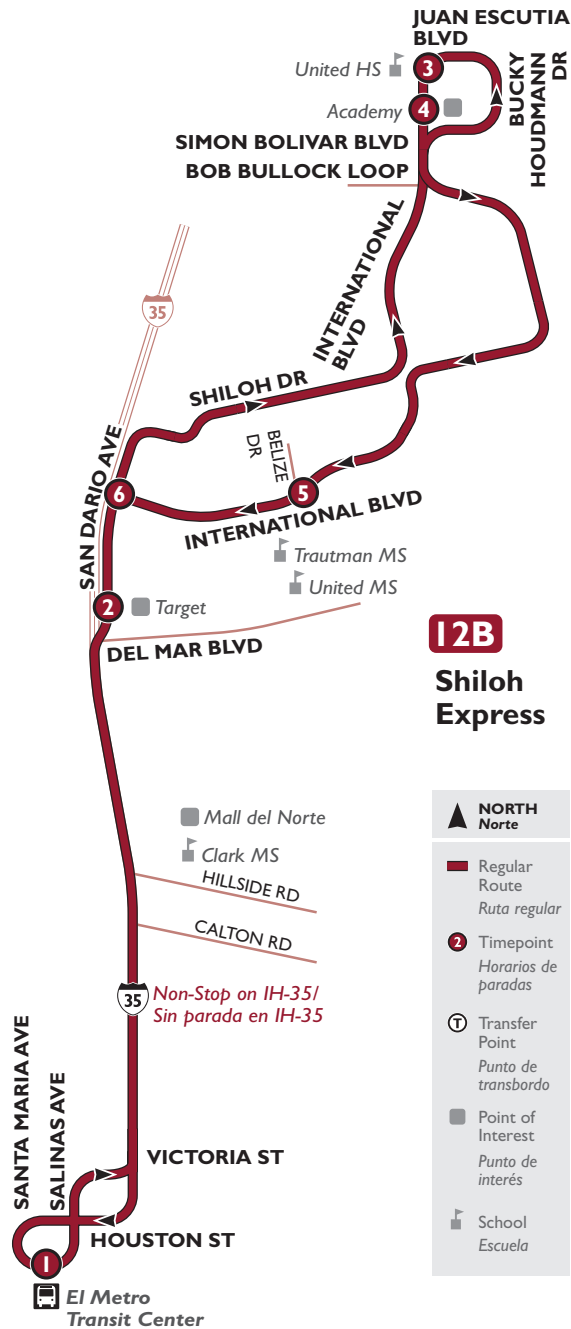 JUAN ESCUTIA
BLVD
BUCKY
HOUDMANN
DR
United HS
3
Academy
4
SIMON BOLIVAR BLVD
BOB BULLOCK LOOP
INTERNATIONAL
BLVD
35
SHILOH DR
SAN DARIO AVE
BELIZE
DR
6
5
INTERNATIONAL BLVD
Trautman MS
United MS
2
Target
DEL MAR BLVD
12B
Shiloh
Express
Mall del Norte
Clark MS
HILLSIDE RD
CALTON RD
35
Non-Stop on IH-35/
Sin parada en IH-35
SANTA MARIA AVE
SALINAS AVE
VICTORIA ST
HOUSTON ST
1
El Metro
Transit Center
NORTH
Norte
Regular
Route
Ruta regular
2
Timepoint
Horarios de
paradas
T
Transfer
Point
Punto de
transbordo
Point of
Interest
Punto de
interés
School
Escuela